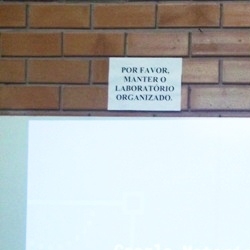 POR FAVOR,
MANTER O
LABORATÓRIO
ORGANIZADO.